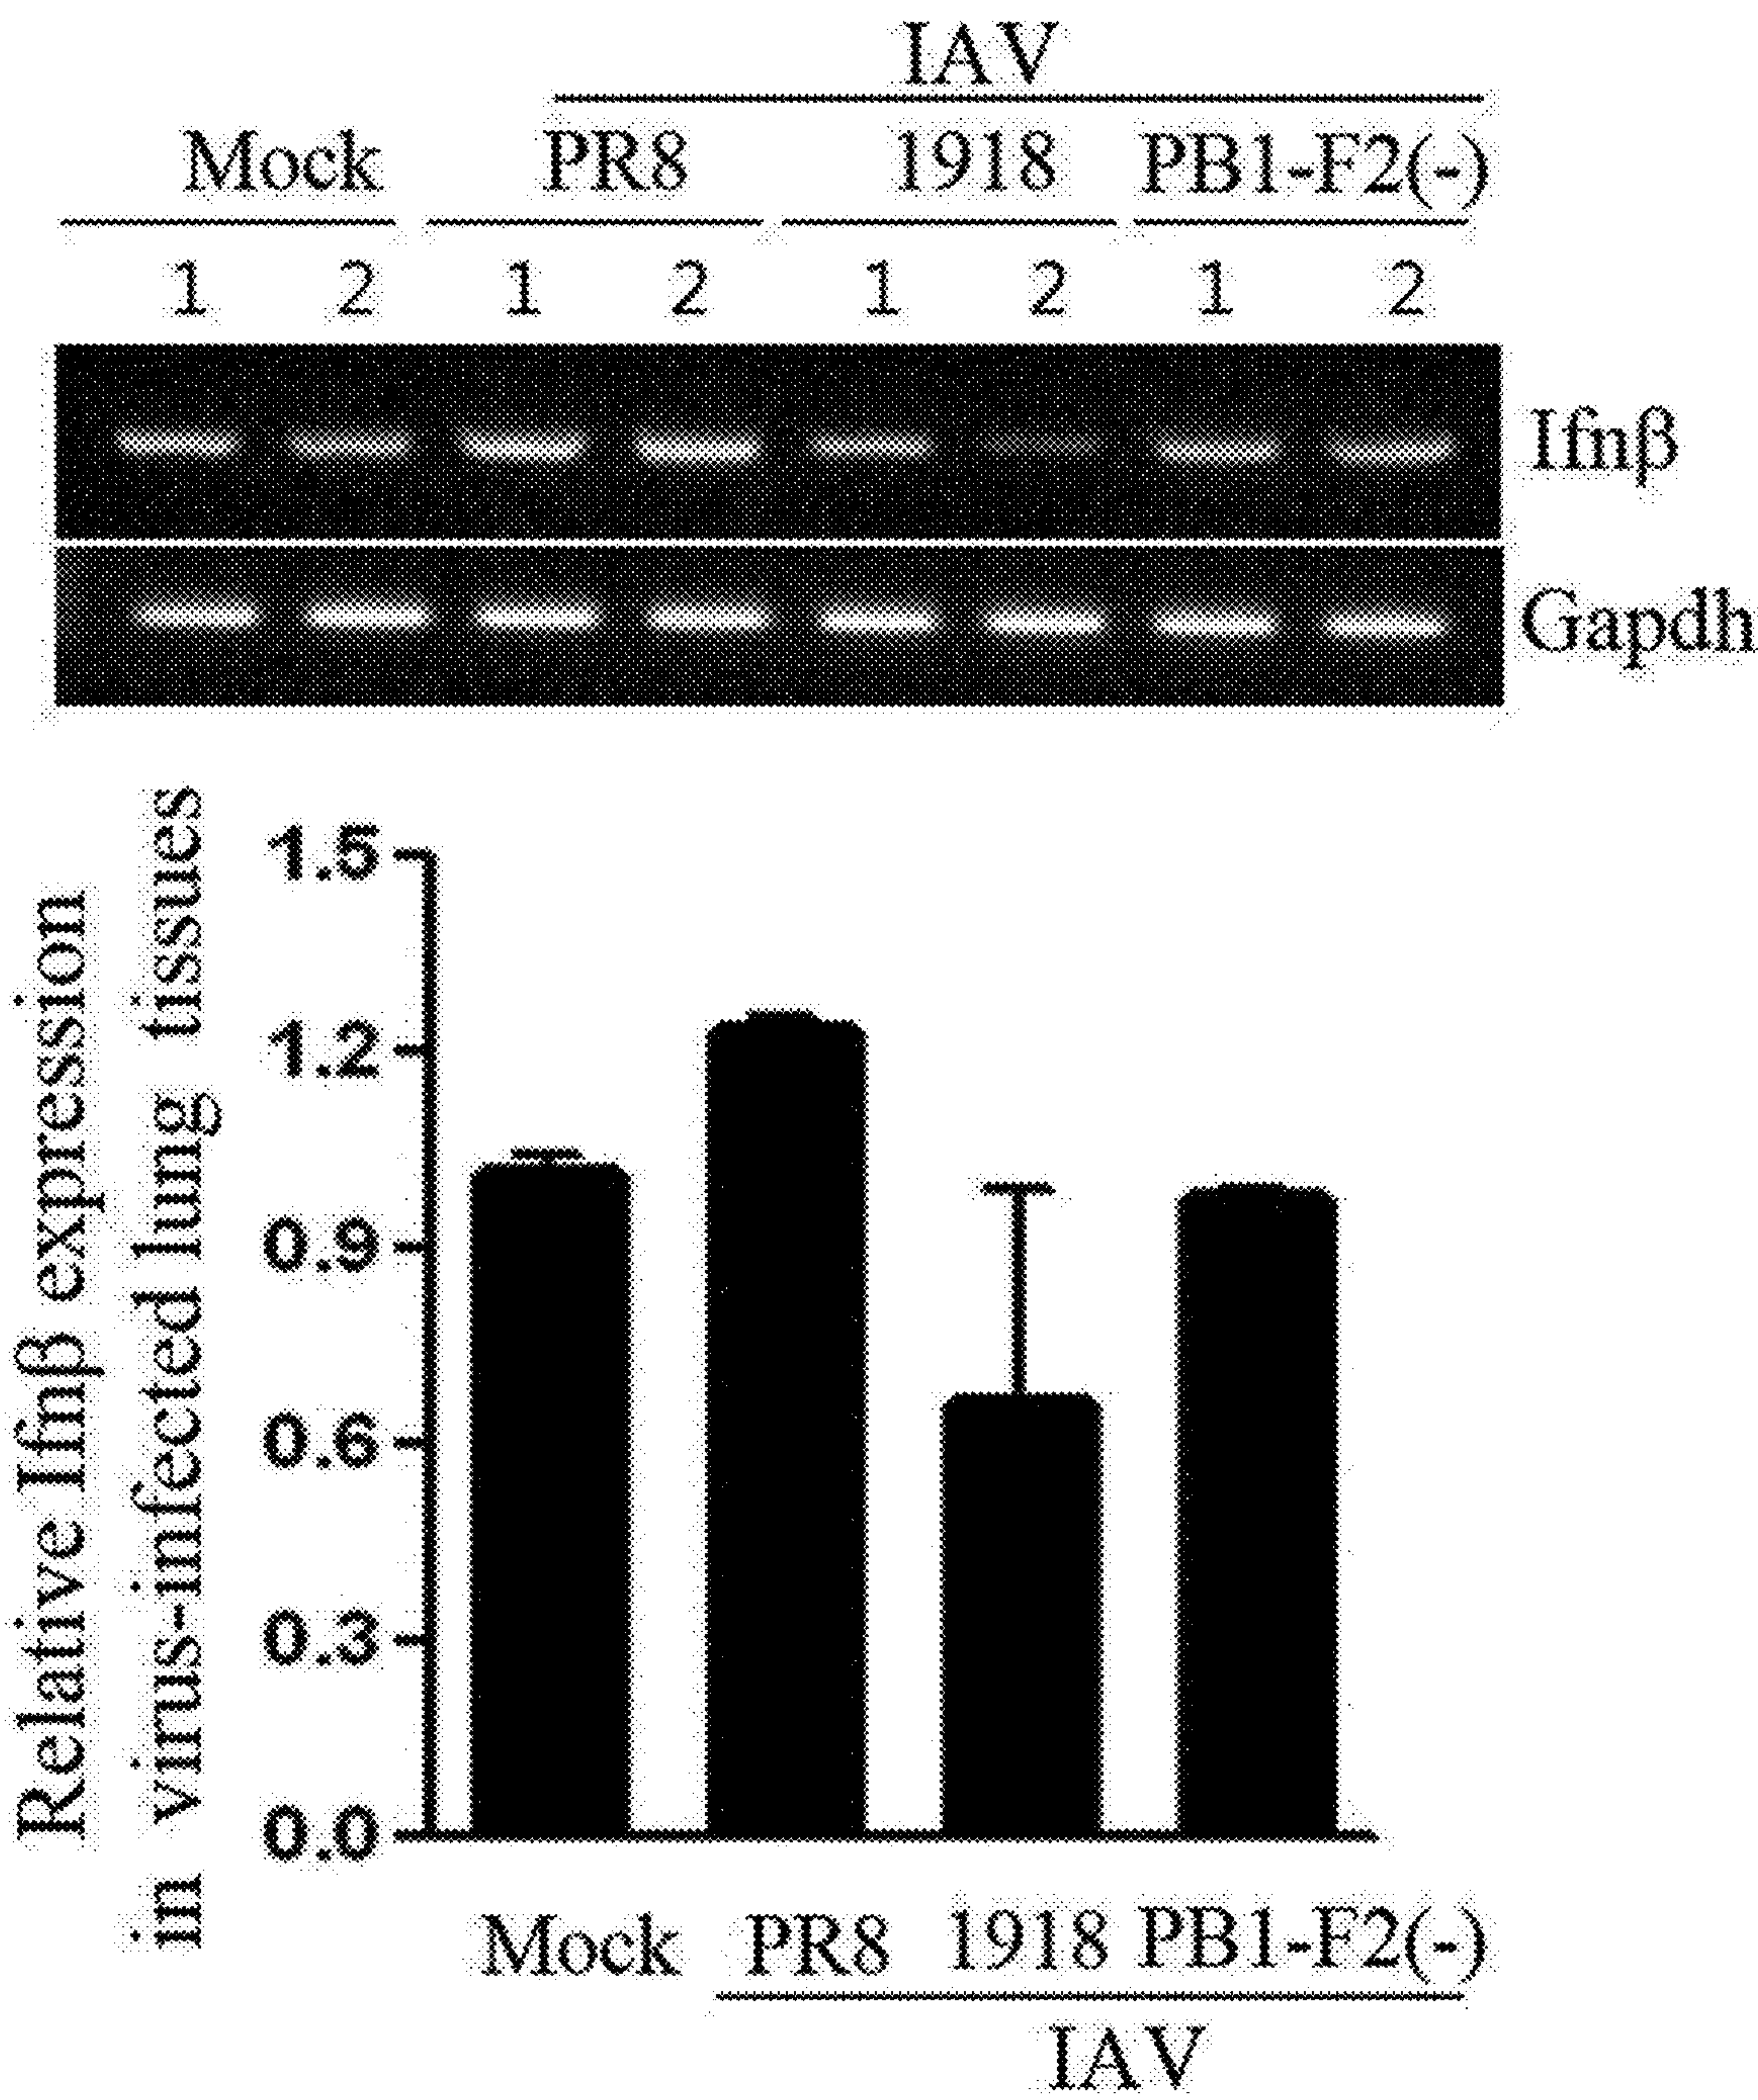 IAV
Mock PR8 1918 PB1-F2(-)
1 2 1 2 1 2 1 2
Ifnβ
Gapdh
Relative Ifnβ expression
in virus-infected lung tissues
1.5
1.2
0.9
0.6
0.3
0.0
Mock PR8 1918 PB1-F2(-)
IAV